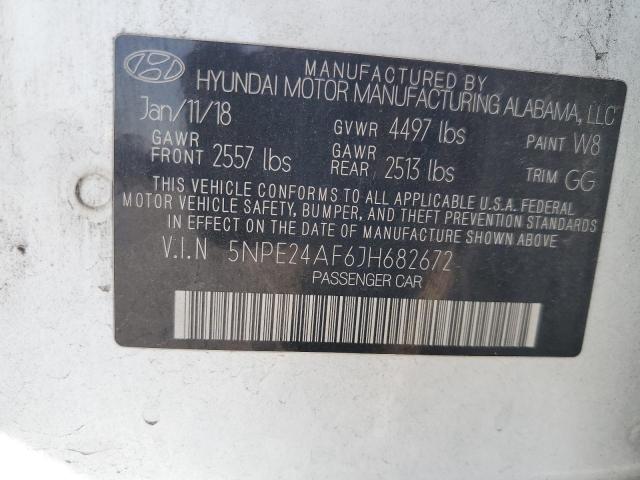 MANUFACTURED BY
HYUNDAI MOTOR MANUFACTURING ALABAMA, LLC
Jan/11/18 GVWR 4497 lbs PAINT W8
GAWR FRONT 2557 lbs GAWR REAR 2513 lbs TRIM GG
THIS VEHICLE CONFORMS TO ALL APPLICABLE U.S.A. FEDERAL
MOTOR VEHICLE SAFETY, BUMPER, AND THEFT PREVENTION STANDARDS
IN EFFECT ON THE DATE OF MANUFACTURE SHOWN ABOVE.
V.I.N 5NPE24AF6JH682672
PASSENGER CAR